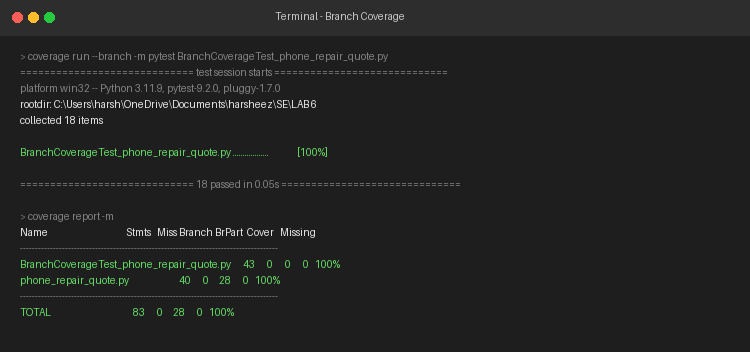 Terminal - Branch Coverage
> coverage run --branch -m pytest BranchCoverageTest_phone_repair_quote.py
============================= test session starts =============================
platform win32 -- Python 3.11.9, pytest-9.2.0, pluggy-1.7.0
rootdir: C:\Users\harsh\OneDrive\Documents\harsheez\SE\LAB6
collected 18 items
BranchCoverageTest_phone_repair_quote.py .................. [100%]
============================= 18 passed in 0.05s ==============================
> coverage report -m
Name Stmts Miss Branch BrPart Cover Missing
--------------------------------------------------------------------------------------
BranchCoverageTest_phone_repair_quote.py 43 0 0 0 100%
phone_repair_quote.py 40 0 28 0 100%
--------------------------------------------------------------------------------------
TOTAL 83 0 28 0 100%